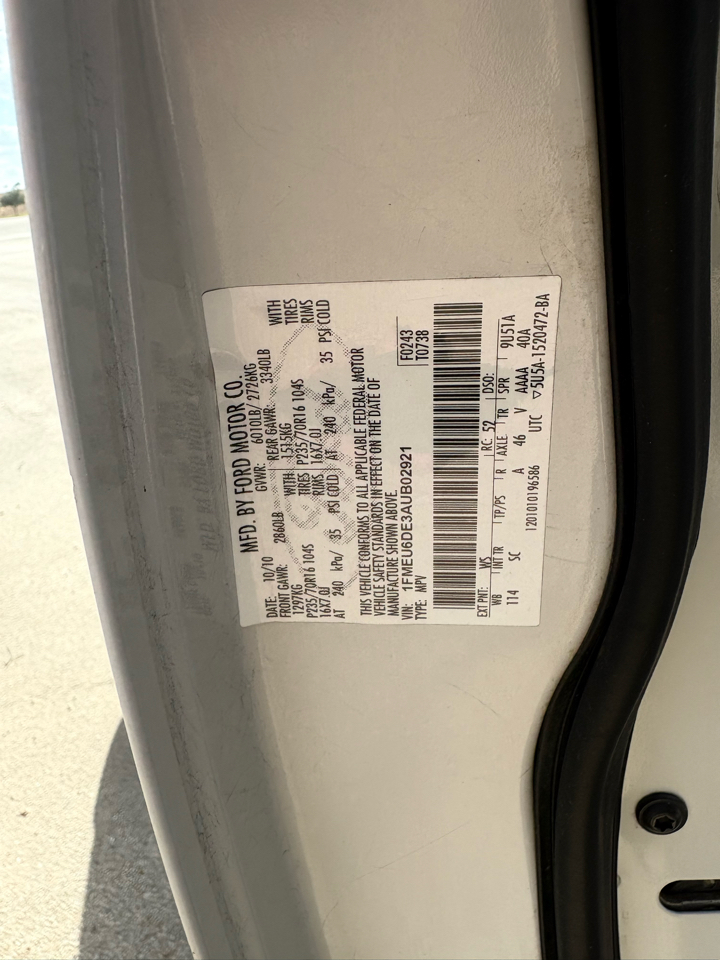 MFD. BY FORD MOTOR CO.
DATE: 10/10 GVWR: 6010LB/ 2726KG
FRONT GAWR: 2860LB REAR GAWR: 3340LB
1297KG WITH 1515KG WITH
P235/70R16 104S TIRES P235/70R16 104S TIRES
16X7.0J RIMS 16X7.0J RIMS
AT 240 kPa/ 35 PSI COLD AT 240 kPa/ 35 PSI COLD
THIS VEHICLE CONFORMS TO ALL APPLICABLE FEDERAL MOTOR
VEHICLE SAFETY STANDARDS IN EFFECT ON THE DATE OF
MANUFACTURE SHOWN ABOVE.
VIN: 1FMEU6DE3AUB02921 F0243
TYPE: MPV T0738
EXT PNT: WS RC: 52 DSO:
WB INT TR TP/PS R AXLE TR SPR 9U51A
114 SC A 46 V AAAA 40A
1201010196586 UTC ▽5U5A-1520472-BA